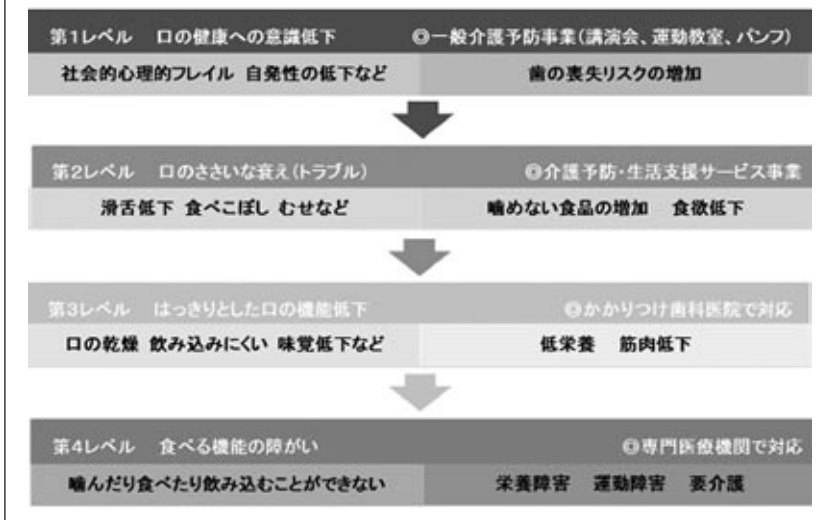 第1レベル　口の健康への意識低下　◎一般介護予防事業(講演会、運動教室、パンフ)
社会的心理的フレイル 自発性の低下など　歯の喪失リスクの増加
第2レベル　口のささいな衰え(トラブル)　◎介護予防・生活支援サービス事業
滑舌低下 食べこぼし むせなど　噛めない食品の増加　食欲低下
第3レベル　はっきりとした口の機能低下　◎かかりつけ歯科医院で対応
口の乾燥 飲み込みにくい 味覚低下など　低栄養　筋肉低下
第4レベル　食べる機能の障がい　◎専門医療機関で対応
噛んだり食べたり飲み込むことができない　栄養障害　運動障害　要介護